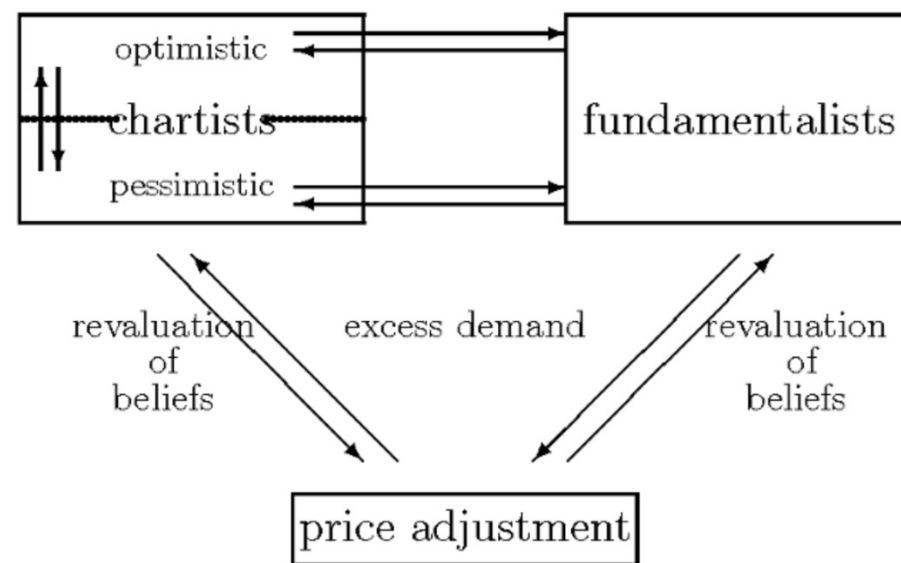 optimistic
chartists
pessimistic
fundamentalists
revaluation
of
beliefs
excess demand
revaluation
of
beliefs
price adjustment